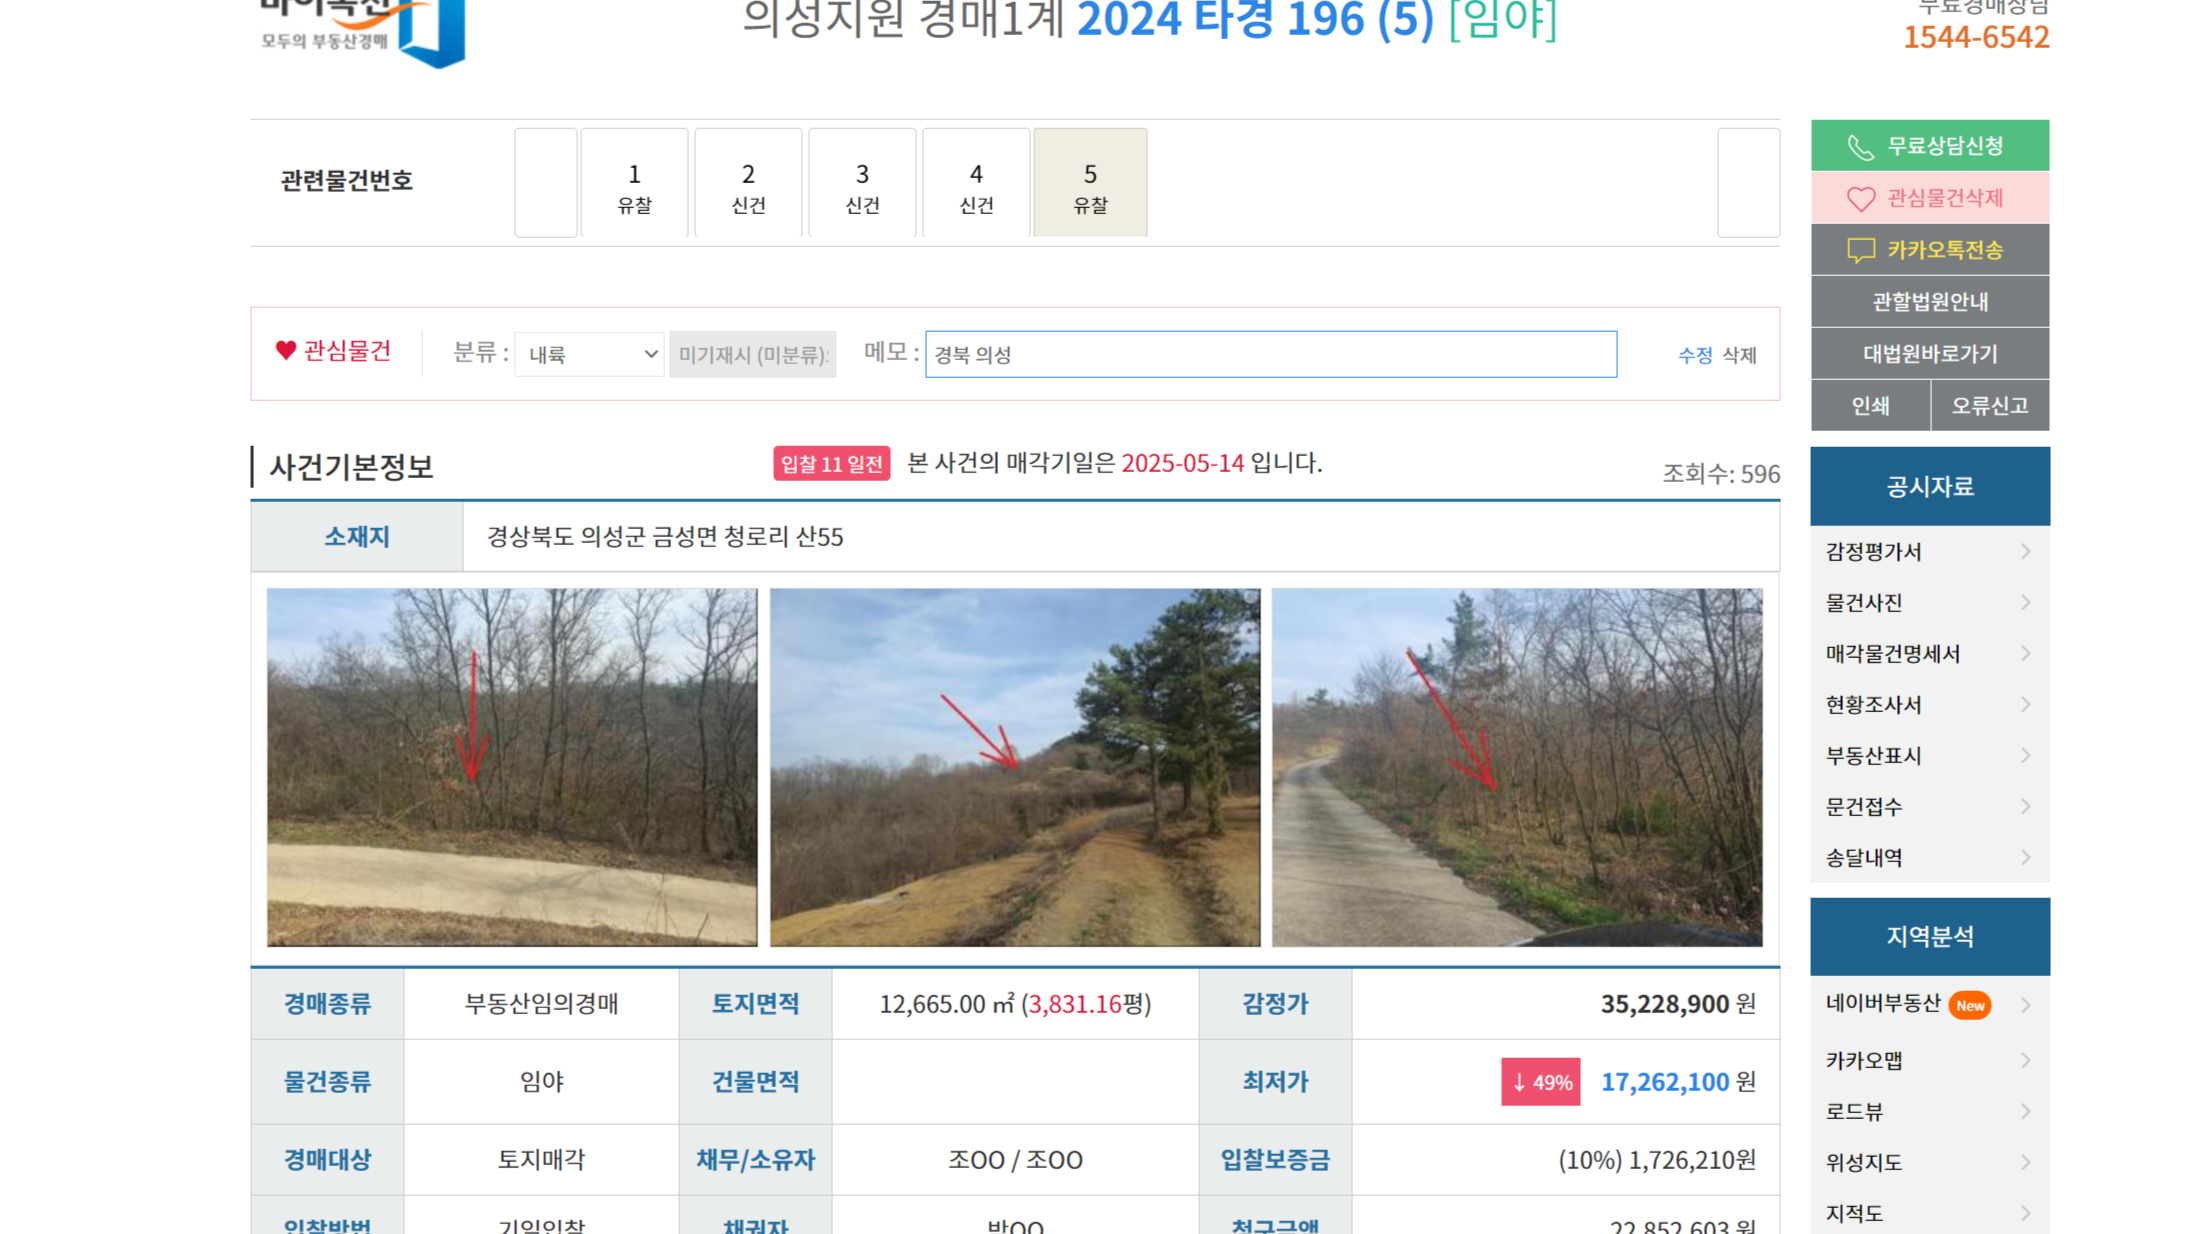 마이옥션
모두의 부동산경매
의성지원 경매1계 2024 타경 196 (5) [임야]
무료경매상담
1544-6542
관련물건번호
1 유찰
2 신건
3 신건
4 신건
5 유찰
무료상담신청
관심물건삭제
카카오톡전송
관할법원안내
대법원바로가기
인쇄 오류신고
관심물건 분류 : 내륙 미기재시 (미분류) 메모 : 경북 의성 수정 삭제
사건기본정보 입찰 11 일전 본 사건의 매각기일은 2025-05-14 입니다. 조회수: 596
소재지 경상북도 의성군 금성면 청로리 산55
경매종류 부동산임의경매 토지면적 12,665.00 ㎡ (3,831.16평) 감정가 35,228,900 원
물건종류 임야 건물면적 최저가 ↓ 49% 17,262,100 원
경매대상 토지매각 채무/소유자 조OO / 조OO 입찰보증금 (10%) 1,726,210원
입찰방법 기일입찰 채권자 박OO 청구금액 22,852,603 원
공시자료
감정평가서
물건사진
매각물건명세서
현황조사서
부동산표시
문건접수
송달내역
지역분석
네이버부동산 New
카카오맵
로드뷰
위성지도
지적도